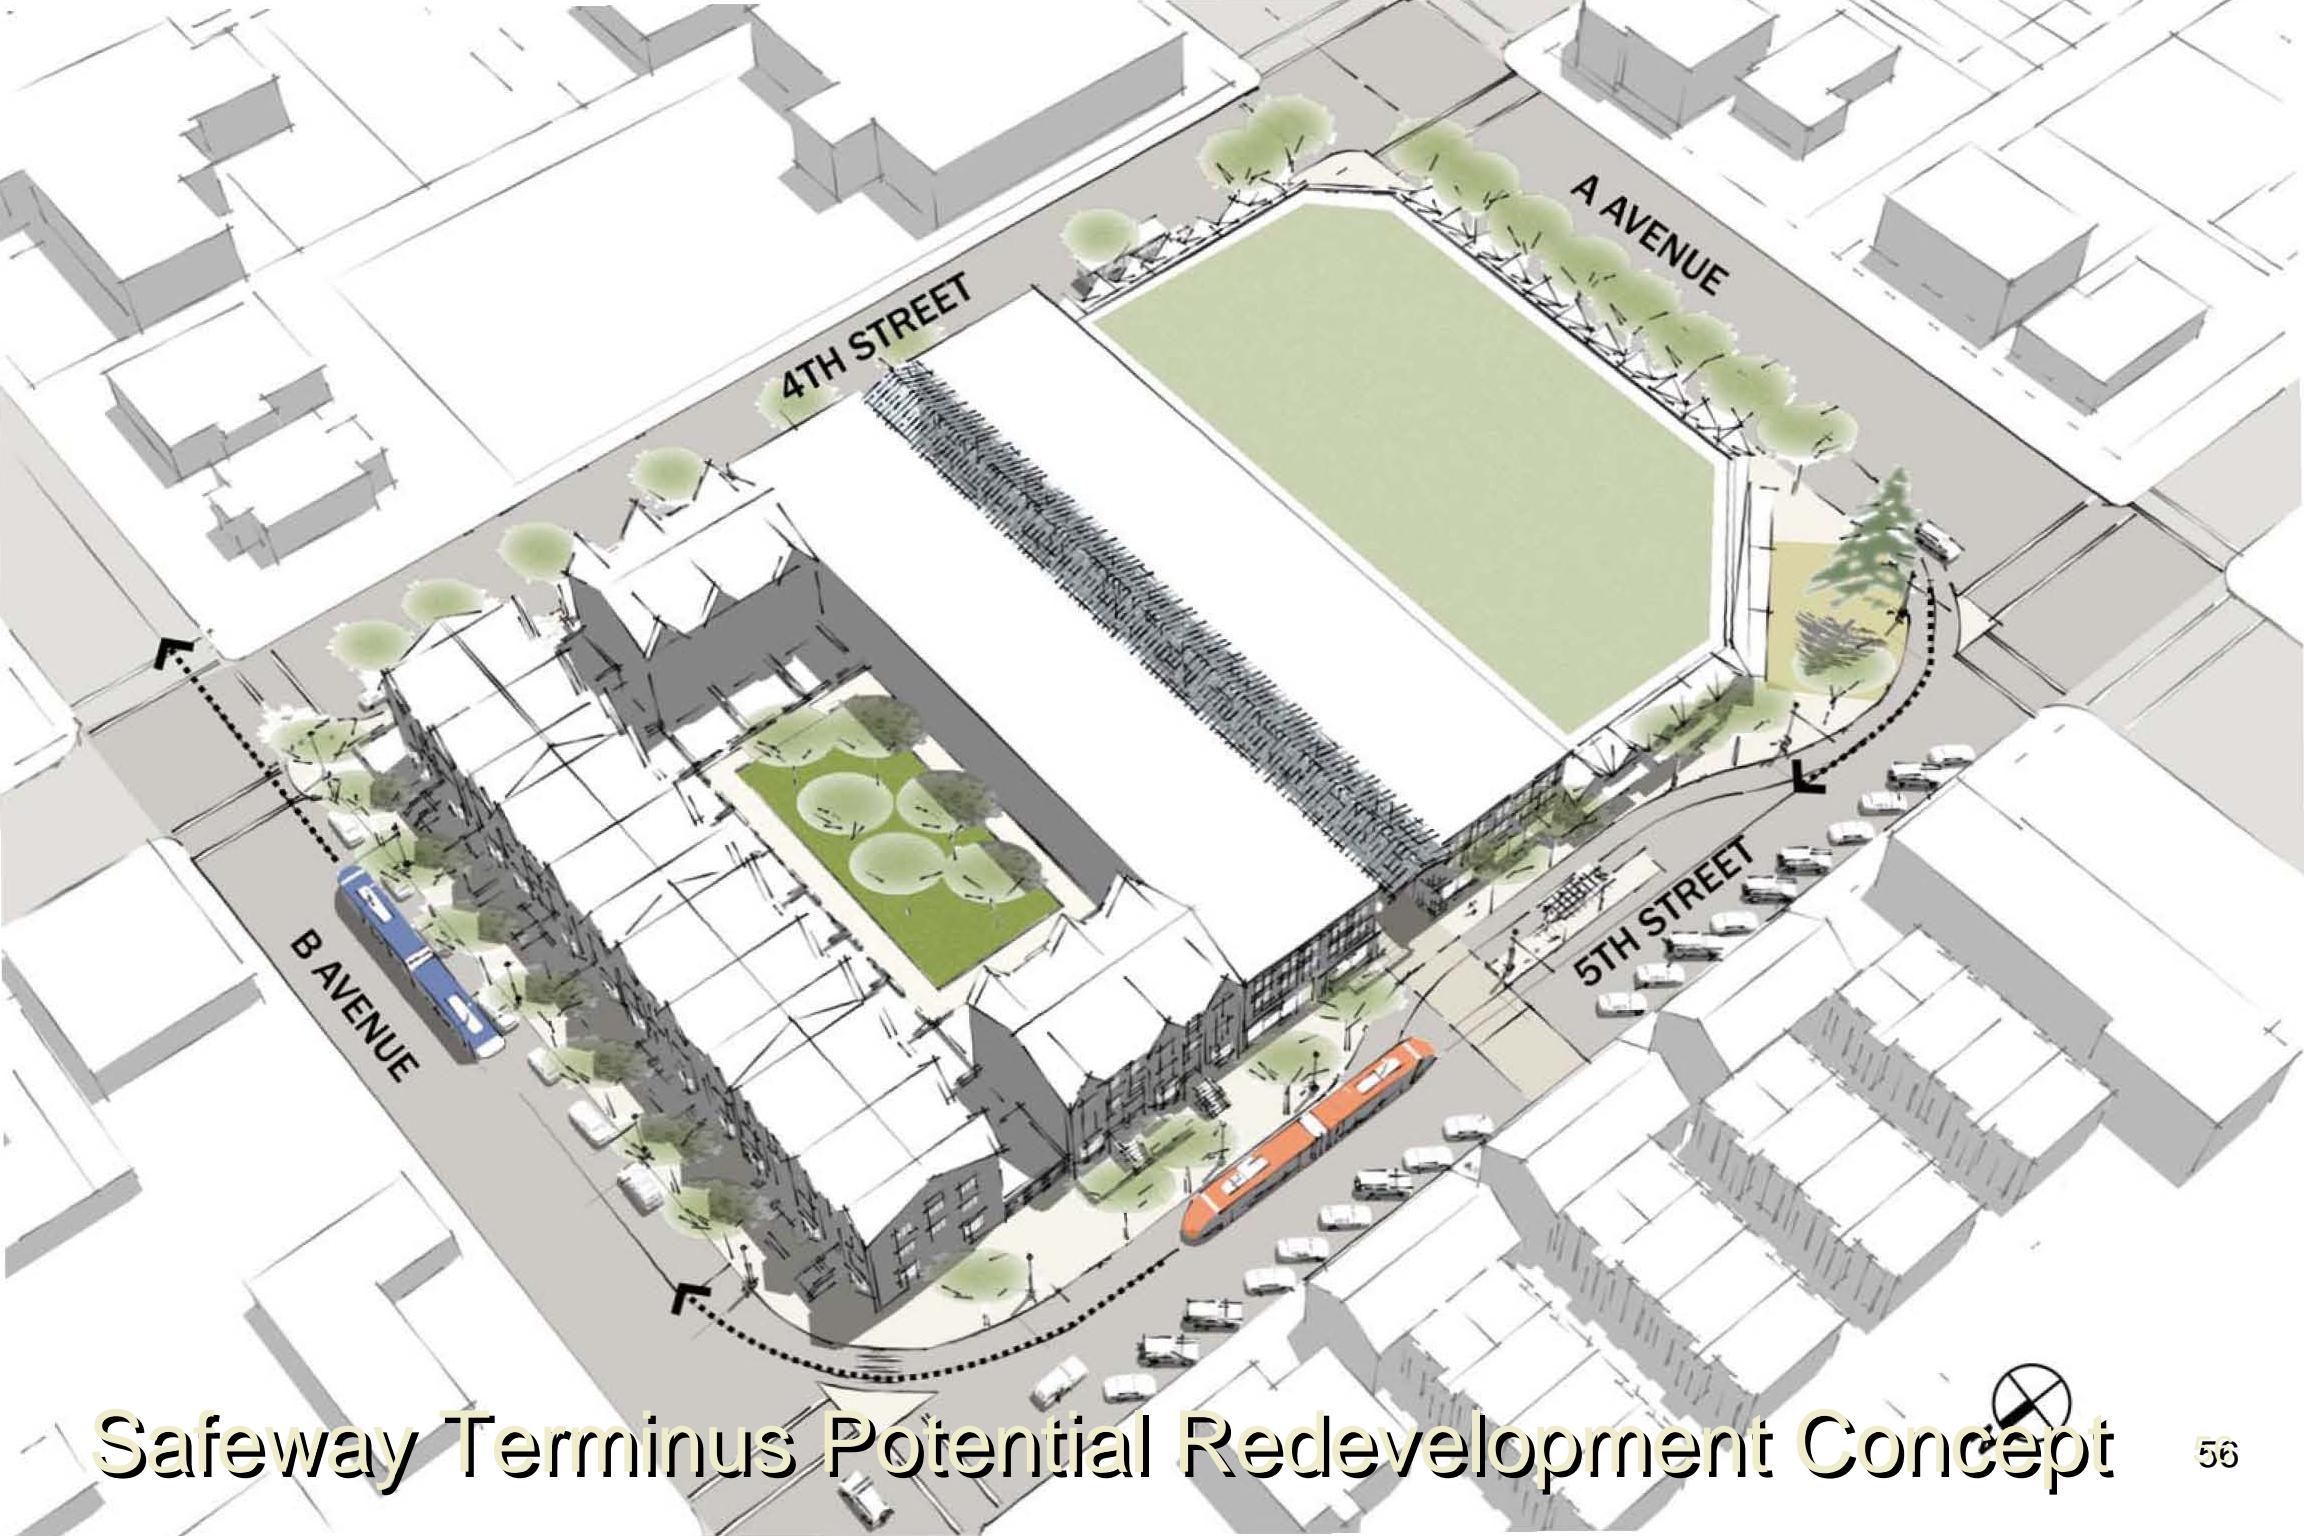 A AVENUE
4TH STREET
5TH STREET
B AVENUE
Safeway Terminus Potential Redevelopment Concept
56